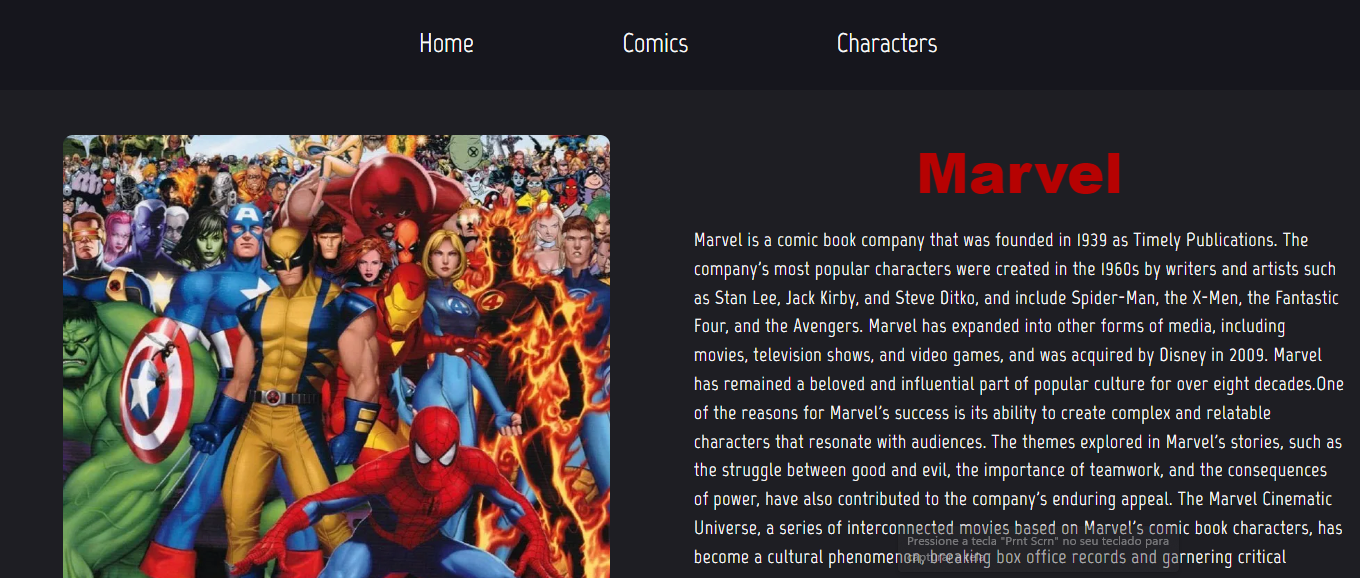 Home Comics Characters
Marvel
Marvel is a comic book company that was founded in 1939 as Timely Publications. The
company's most popular characters were created in the 1960s by writers and artists such
as Stan Lee, Jack Kirby, and Steve Ditko, and include Spider-Man, the X-Men, the Fantastic
Four, and the Avengers. Marvel has expanded into other forms of media, including
movies, television shows, and video games, and was acquired by Disney in 2009. Marvel
has remained a beloved and influential part of popular culture for over eight decades.One
of the reasons for Marvel's success is its ability to create complex and relatable
characters that resonate with audiences. The themes explored in Marvel's stories, such as
the struggle between good and evil, the importance of teamwork, and the consequences
of power, have also contributed to the company's enduring appeal. The Marvel Cinematic
Universe, a series of interconnected movies based on Marvel's comic book characters, has
Pressione a tecla "Prnt Scrn" no seu teclado para
become a cultural phenomenon, breaking box office records and garnering critical
A
4